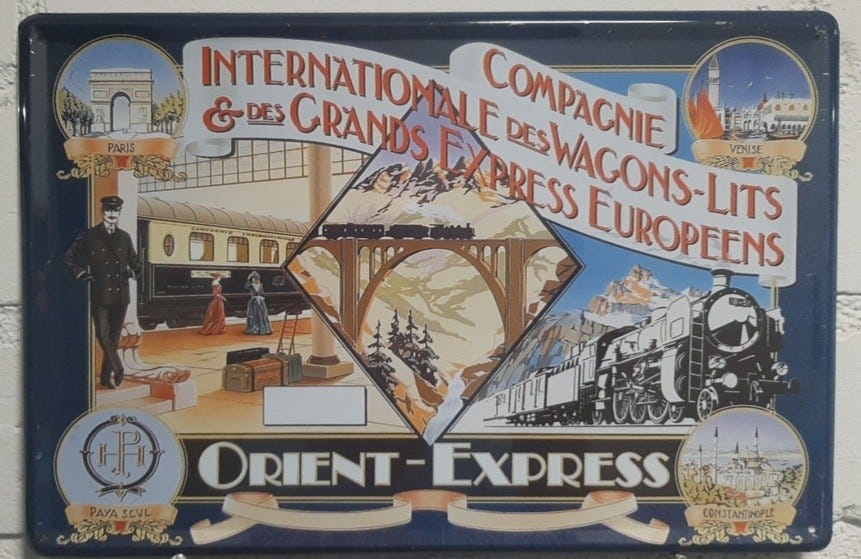 COMPAGNIE
INTERNATIONALE DES WAGONS-LITS
& DES GRANDS EXPRESS EUROPEENS
PARIS
VENISE
ORIENT-EXPRESS
PAYA S.C.V.L
CONSTANTINOPLE